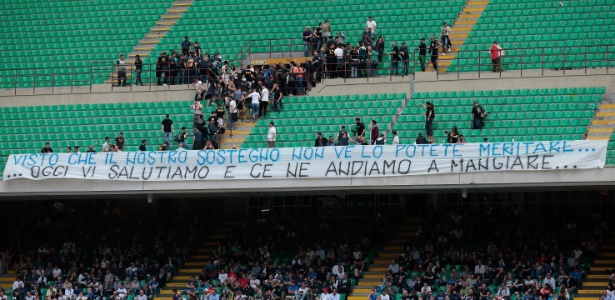 VISTO CHE IL NOSTRO SOSTEGNO NON VE LO POTETE MERITARE...
...OGGI VI SALUTIAMO E CE NE ANDIAMO A MANGIARE...